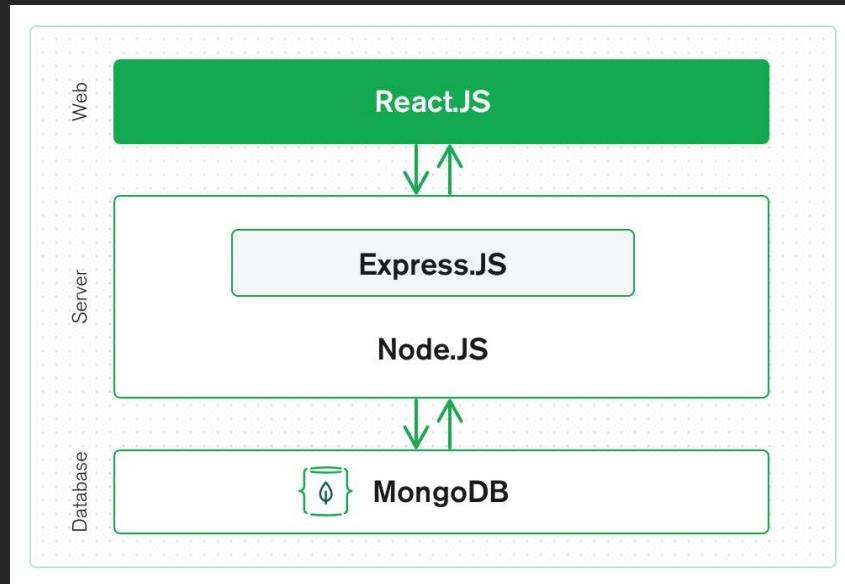 Web
React.JS
Server
Express.JS
Node.JS
Database
MongoDB